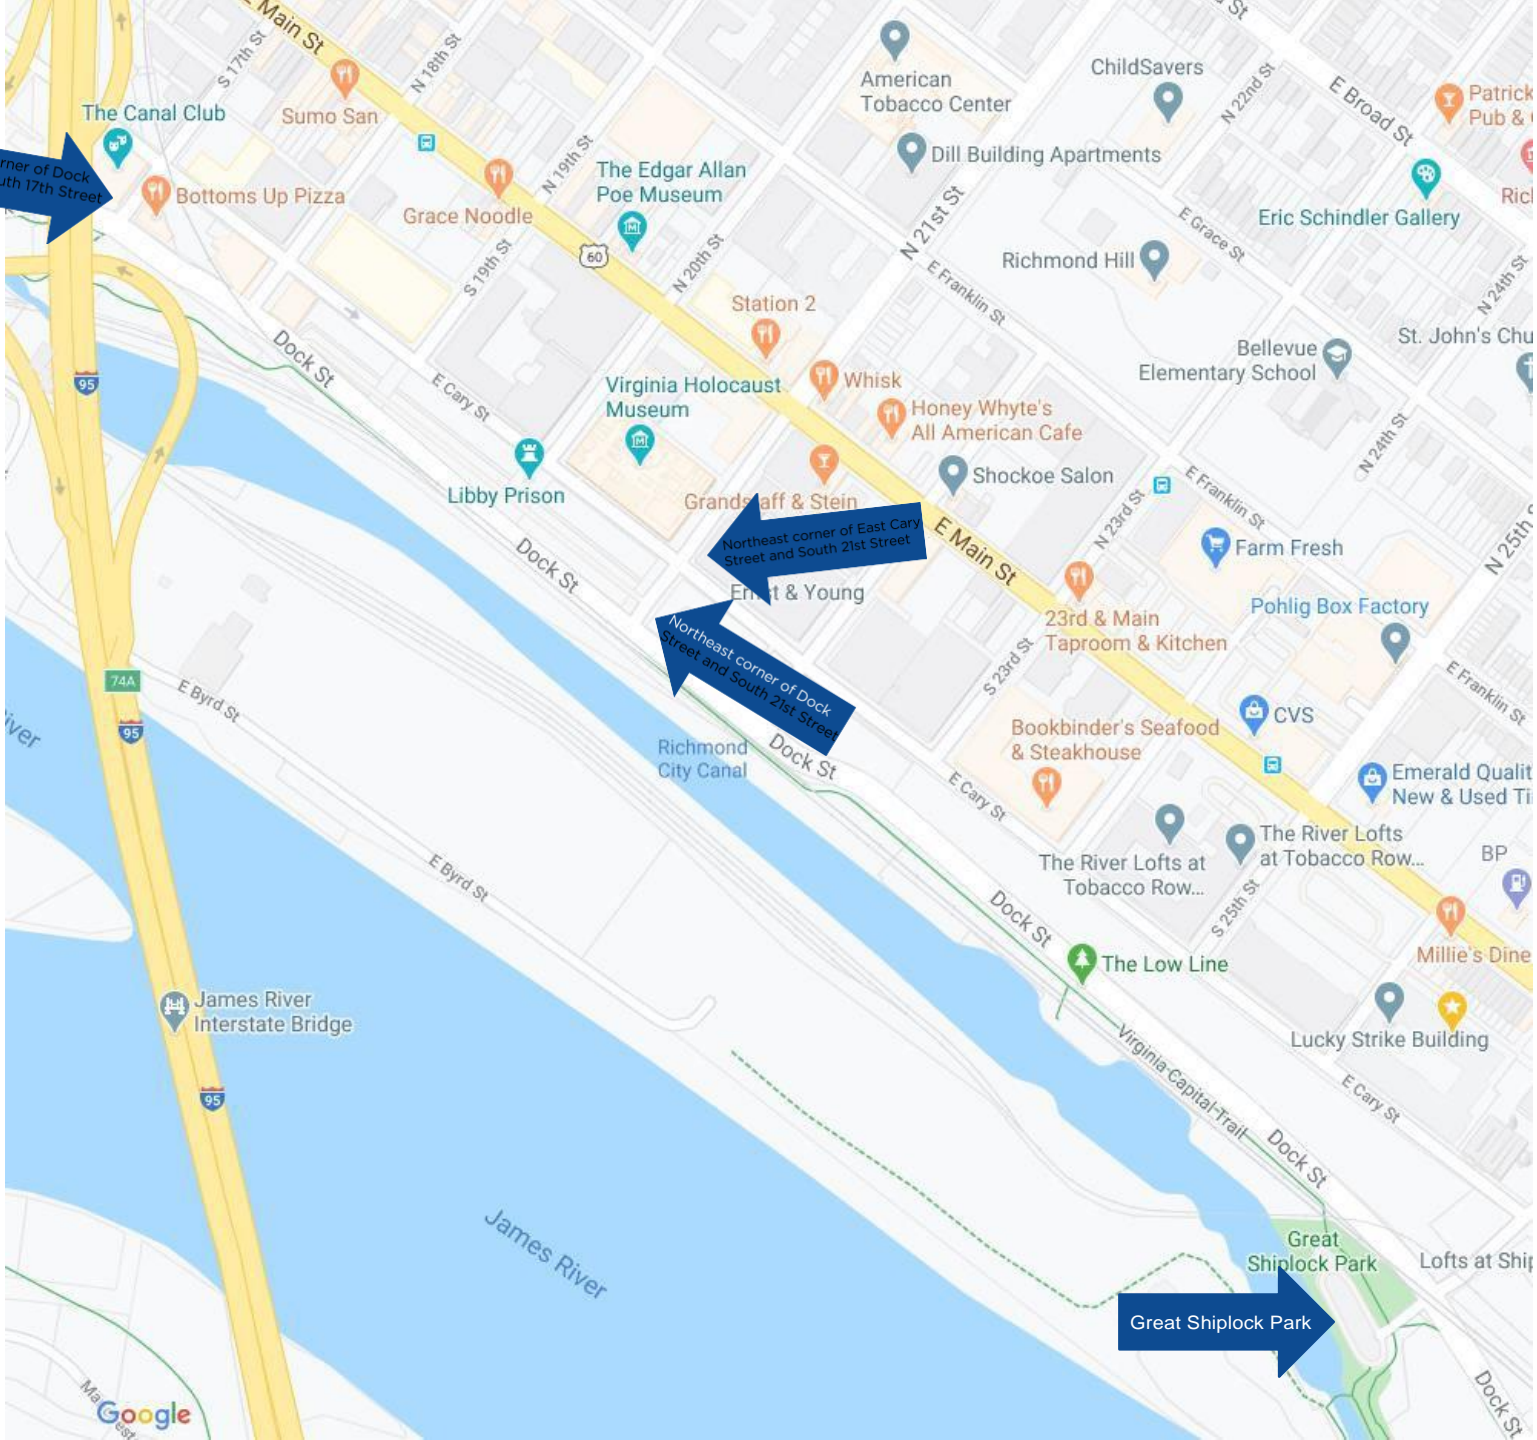 E Main St
S 17th St
N 18th St
The Canal Club
Sumo San
American
Tobacco Center
ChildSavers
N 22nd St
E Broad St
Patrick
Pub &
rner of Dock
uth 17th Street
Bottoms Up Pizza
Grace Noodle
N 19th St
The Edgar Allan
Poe Museum
Dill Building Apartments
N 21st St
Eric Schindler Gallery
Ric
E Grace St
Richmond Hill
S 19th St
60
N 20th St
E Franklin St
N 24th St
Station 2
Dock St
Bellevue
Elementary School
St. John's Chu
95
E Cary St
Virginia Holocaust
Museum
Whisk
Honey Whyte's
All American Cafe
N 24th St
Libby Prison
Shockoe Salon
E Franklin St
Grandstaff & Stein
Northeast corner of East Cary
Street and South 21st Street
N 23rd St
E Main St
Farm Fresh
N 25th
Dock St
Ernst & Young
Pohlig Box Factory
23rd & Main
Taproom & Kitchen
Northeast corner of Dock
Street and South 21st Street
S 23rd St
E Franklin St
74A
E Byrd St
95
iver
Bookbinder's Seafood
& Steakhouse
CVS
Richmond
City Canal
Dock St
E Cary St
Emerald Qualit
New & Used Ti
The River Lofts
at Tobacco Row...
BP
The River Lofts at
Tobacco Row...
E Byrd St
Dock St
S 25th St
The Low Line
Millie's Dine
James River
Interstate Bridge
Lucky Strike Building
Virginia Capital Trail
E Cary St
95
Dock St
James River
Great
Shiplock Park
Lofts at Ship
Great Shiplock Park
Dock St
Google